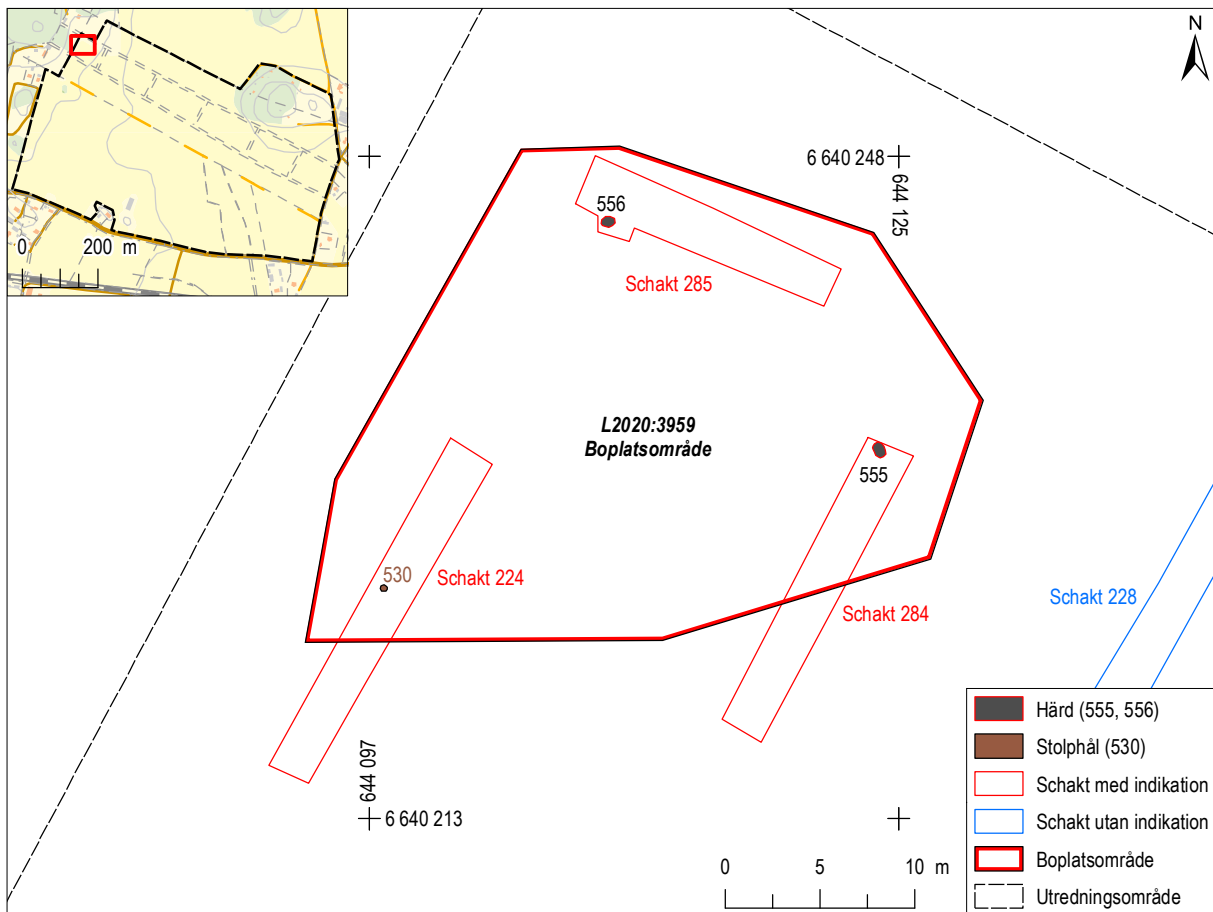 N
0 200 m
6 640 248
644 125
556
Schakt 285
L2020:3959
Boplatsområde
555
530
Schakt 224
Schakt 284
Schakt 228
644 097
6 640 213
0 5 10 m
Härd (555, 556)
Stolphål (530)
Schakt med indikation
Schakt utan indikation
Boplatsområde
Utredningsområde